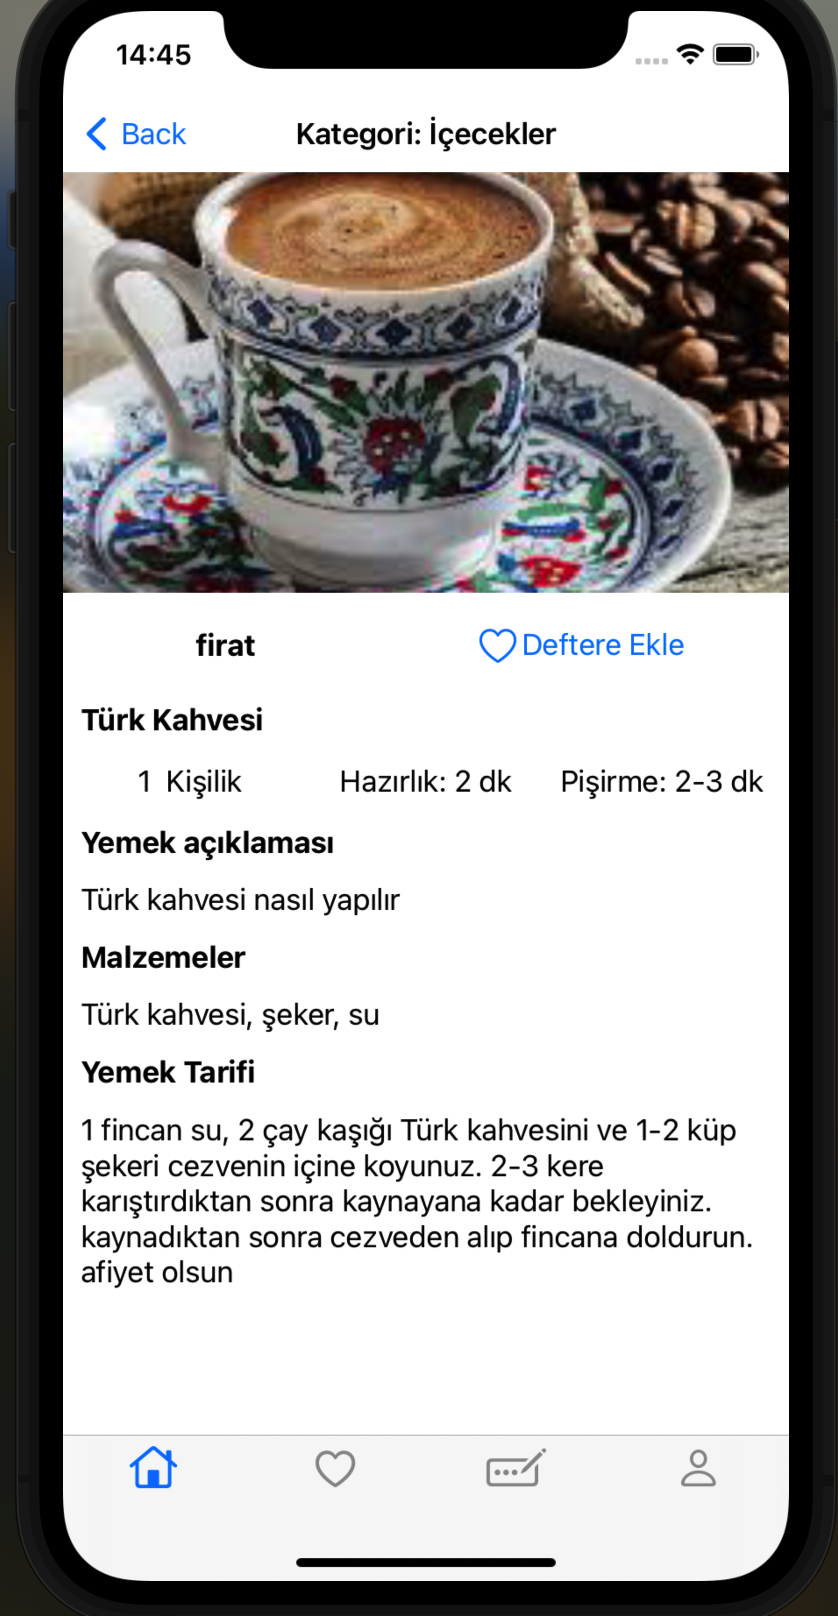 14:45
Back
Kategori: İçecekler
firat
Deftere Ekle
Türk Kahvesi
1 Kişilik
Hazırlık: 2 dk
Pişirme: 2-3 dk
Yemek açıklaması
Türk kahvesi nasıl yapılır
Malzemeler
Türk kahvesi, şeker, su
Yemek Tarifi
1 fincan su, 2 çay kaşığı Türk kahvesini ve 1-2 küp
şekeri cezvenin içine koyunuz. 2-3 kere
karıştırdıktan sonra kaynayana kadar bekleyiniz.
kaynadıktan sonra cezveden alıp fincana doldurun.
afiyet olsun